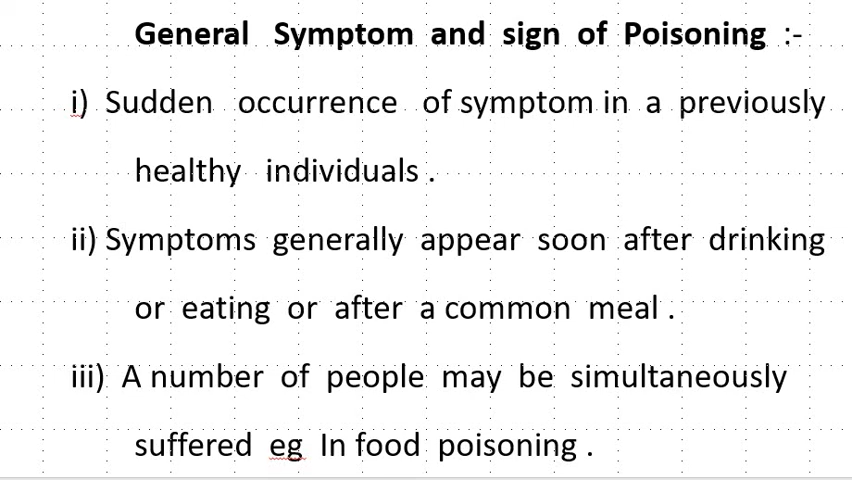 General Symptom and sign of Poisoning :-
i) Sudden occurrence of symptom in a previously
healthy individuals .
ii) Symptoms generally appear soon after drinking
or eating or after a common meal .
iii) A number of people may be simultaneously
suffered eg In food poisoning .